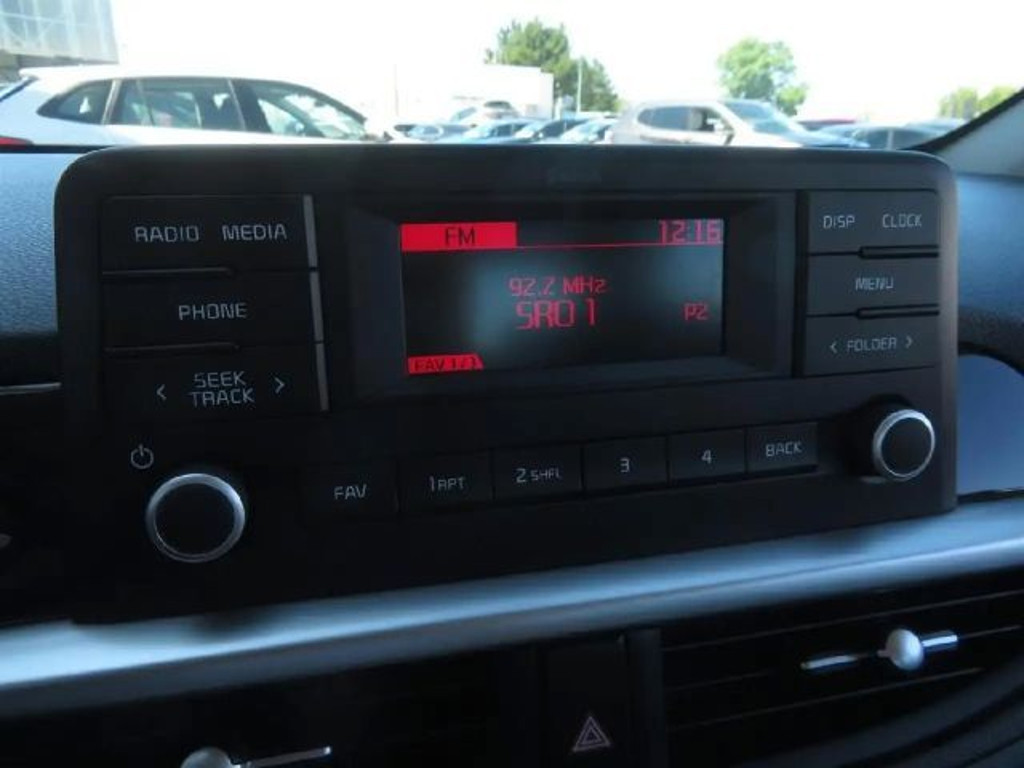 RADIO MEDIA
PHONE
< SEEK TRACK >
FM 12:16
92.2 MHz
SRO 1
P2
FAV 1/3
DISP CLOCK
MENU
< FOLDER >
FAV 1 RPT 2 SHFL 3 4 BACK